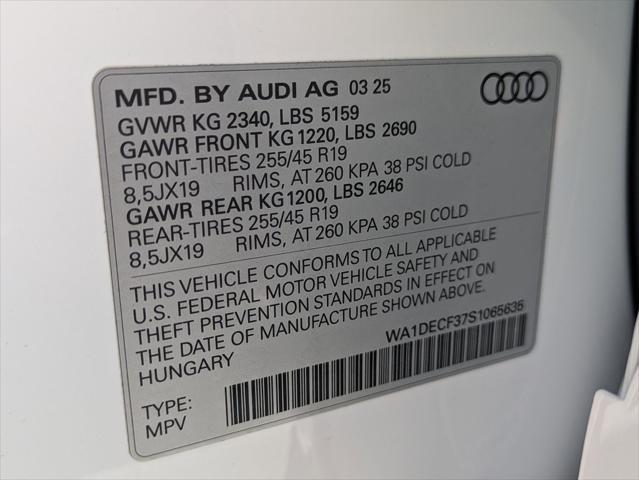 MFD. BY AUDI AG 03 25
GVWR KG 2340, LBS 5159
GAWR FRONT KG 1220, LBS 2690
FRONT-TIRES 255/45 R19
8,5JX19 RIMS, AT 260 KPA 38 PSI COLD
GAWR REAR KG 1200, LBS 2646
REAR-TIRES 255/45 R19
8,5JX19 RIMS, AT 260 KPA 38 PSI COLD
THIS VEHICLE CONFORMS TO ALL APPLICABLE
U.S. FEDERAL MOTOR VEHICLE SAFETY AND
THEFT PREVENTION STANDARDS IN EFFECT ON
THE DATE OF MANUFACTURE SHOWN ABOVE.
HUNGARY
WA1DECF37S1065635
TYPE:
MPV